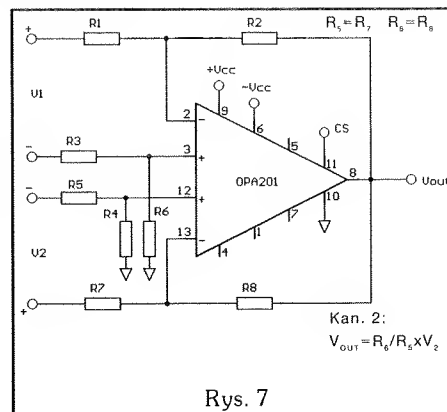 R1
R2
R₅=R₇ R₆=R₈
+
V1
+Vcc
~Vcc
2
−
9
6
5
CS
−
R3
3
+
11
8
Vout
−
R5
12
+
OPA201
10
R4
R6
7
V2
13
−
1
4
+
R7
R8
Kan. 2:
V_OUT=R₆/R₅xV₂
Rys. 7